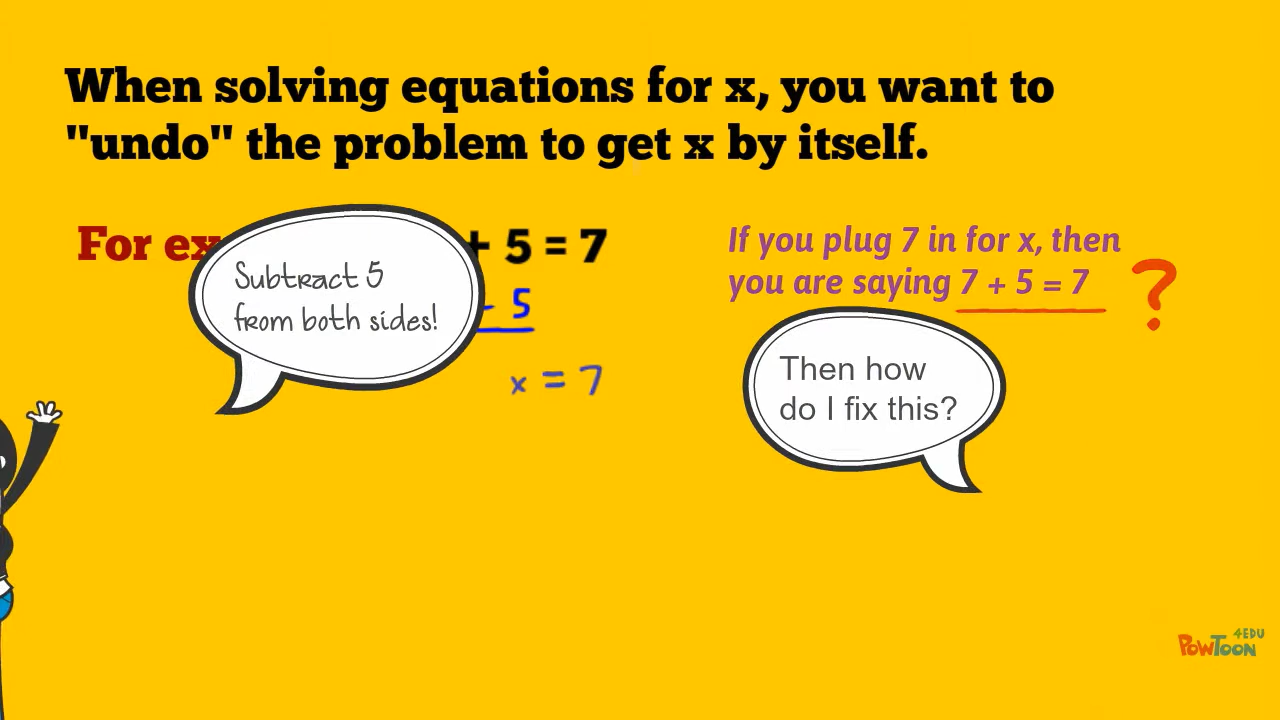 When solving equations for x, you want to
"undo" the problem to get x by itself.
For ex + 5 = 7
Subtract 5
from both sides!
- 5
x = 7
If you plug 7 in for x, then
you are saying 7 + 5 = 7 ?
Then how
do I fix this?
4EDU
PowToon